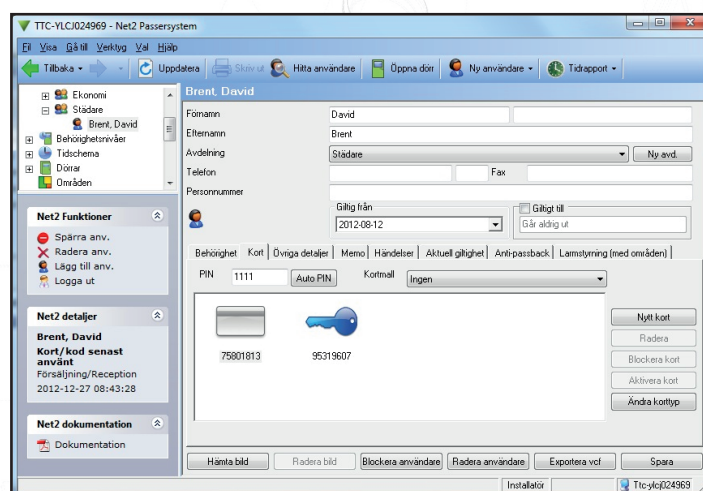 TTC-YLCJ024969 - Net2 Passersystem
Fil Visa Gå till Verktyg Val Hjälp
Tillbaka Uppdatera Skriv ut Hitta användare Öppna dörr Ny användare Tidrapport
Ekonomi
Städare
Brent, David
Behörighetsnivåer
Tidschema
Dörrar
Områden
Net2 Funktioner
Spärra anv.
Radera anv.
Lägg till anv.
Logga ut
Net2 detaljer
Brent, David
Kort/kod senast
använt
Försäljning/Reception
2012-12-27 08:43:28
Net2 dokumentation
Dokumentation
Brent, David
Förnamn David
Efternamn Brent
Avdelning Städare Ny avd.
Telefon Fax
Personnummer
Giltig från Giltigt till
2012-08-12 Går aldrig ut
Behörighet Kort Övriga detaljer Memo Händelser Aktuell giltighet Anti-passback Larmstyrning (med områden)
PIN 1111 Auto PIN Kortmall Ingen
75801813 95319607
Nytt kort
Radera
Blockera kort
Aktivera kort
Ändra korttyp
Hämta bild Radera bild Blockera användare Radera användare Exportera vcf Spara
Installatör Ttc-ylcj024969